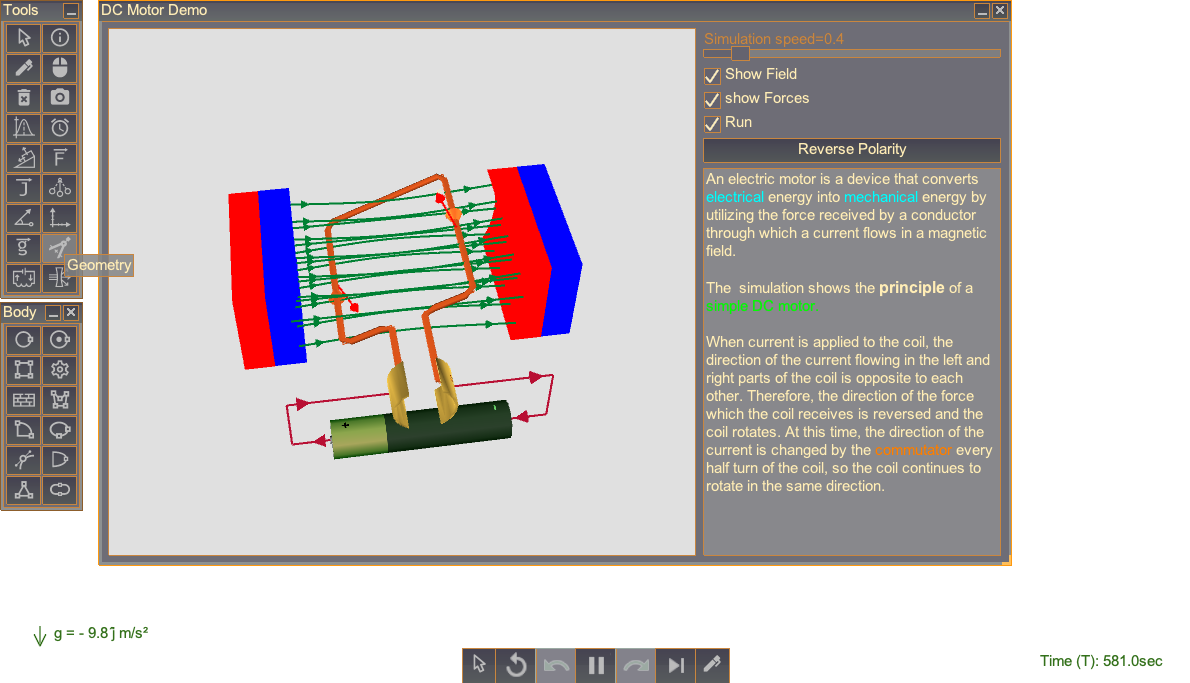 Tools
DC Motor Demo
Simulation speed=0.4
Show Field
show Forces
Run
Reverse Polarity
An electric motor is a device that converts
electrical energy into mechanical energy by
utilizing the force received by a conductor
through which a current flows in a magnetic
field.
The simulation shows the principle of a
simple DC motor.
When current is applied to the coil, the
direction of the current flowing in the left and
right parts of the coil is opposite to each
other. Therefore, the direction of the force
which the coil receives is reversed and the
coil rotates. At this time, the direction of the
current is changed by the commutator every
half turn of the coil, so the coil continues to
rotate in the same direction.
F
J
g
Geometry
Body
+
-
g = - 9.8ĵ m/s²
Time (T): 581.0sec